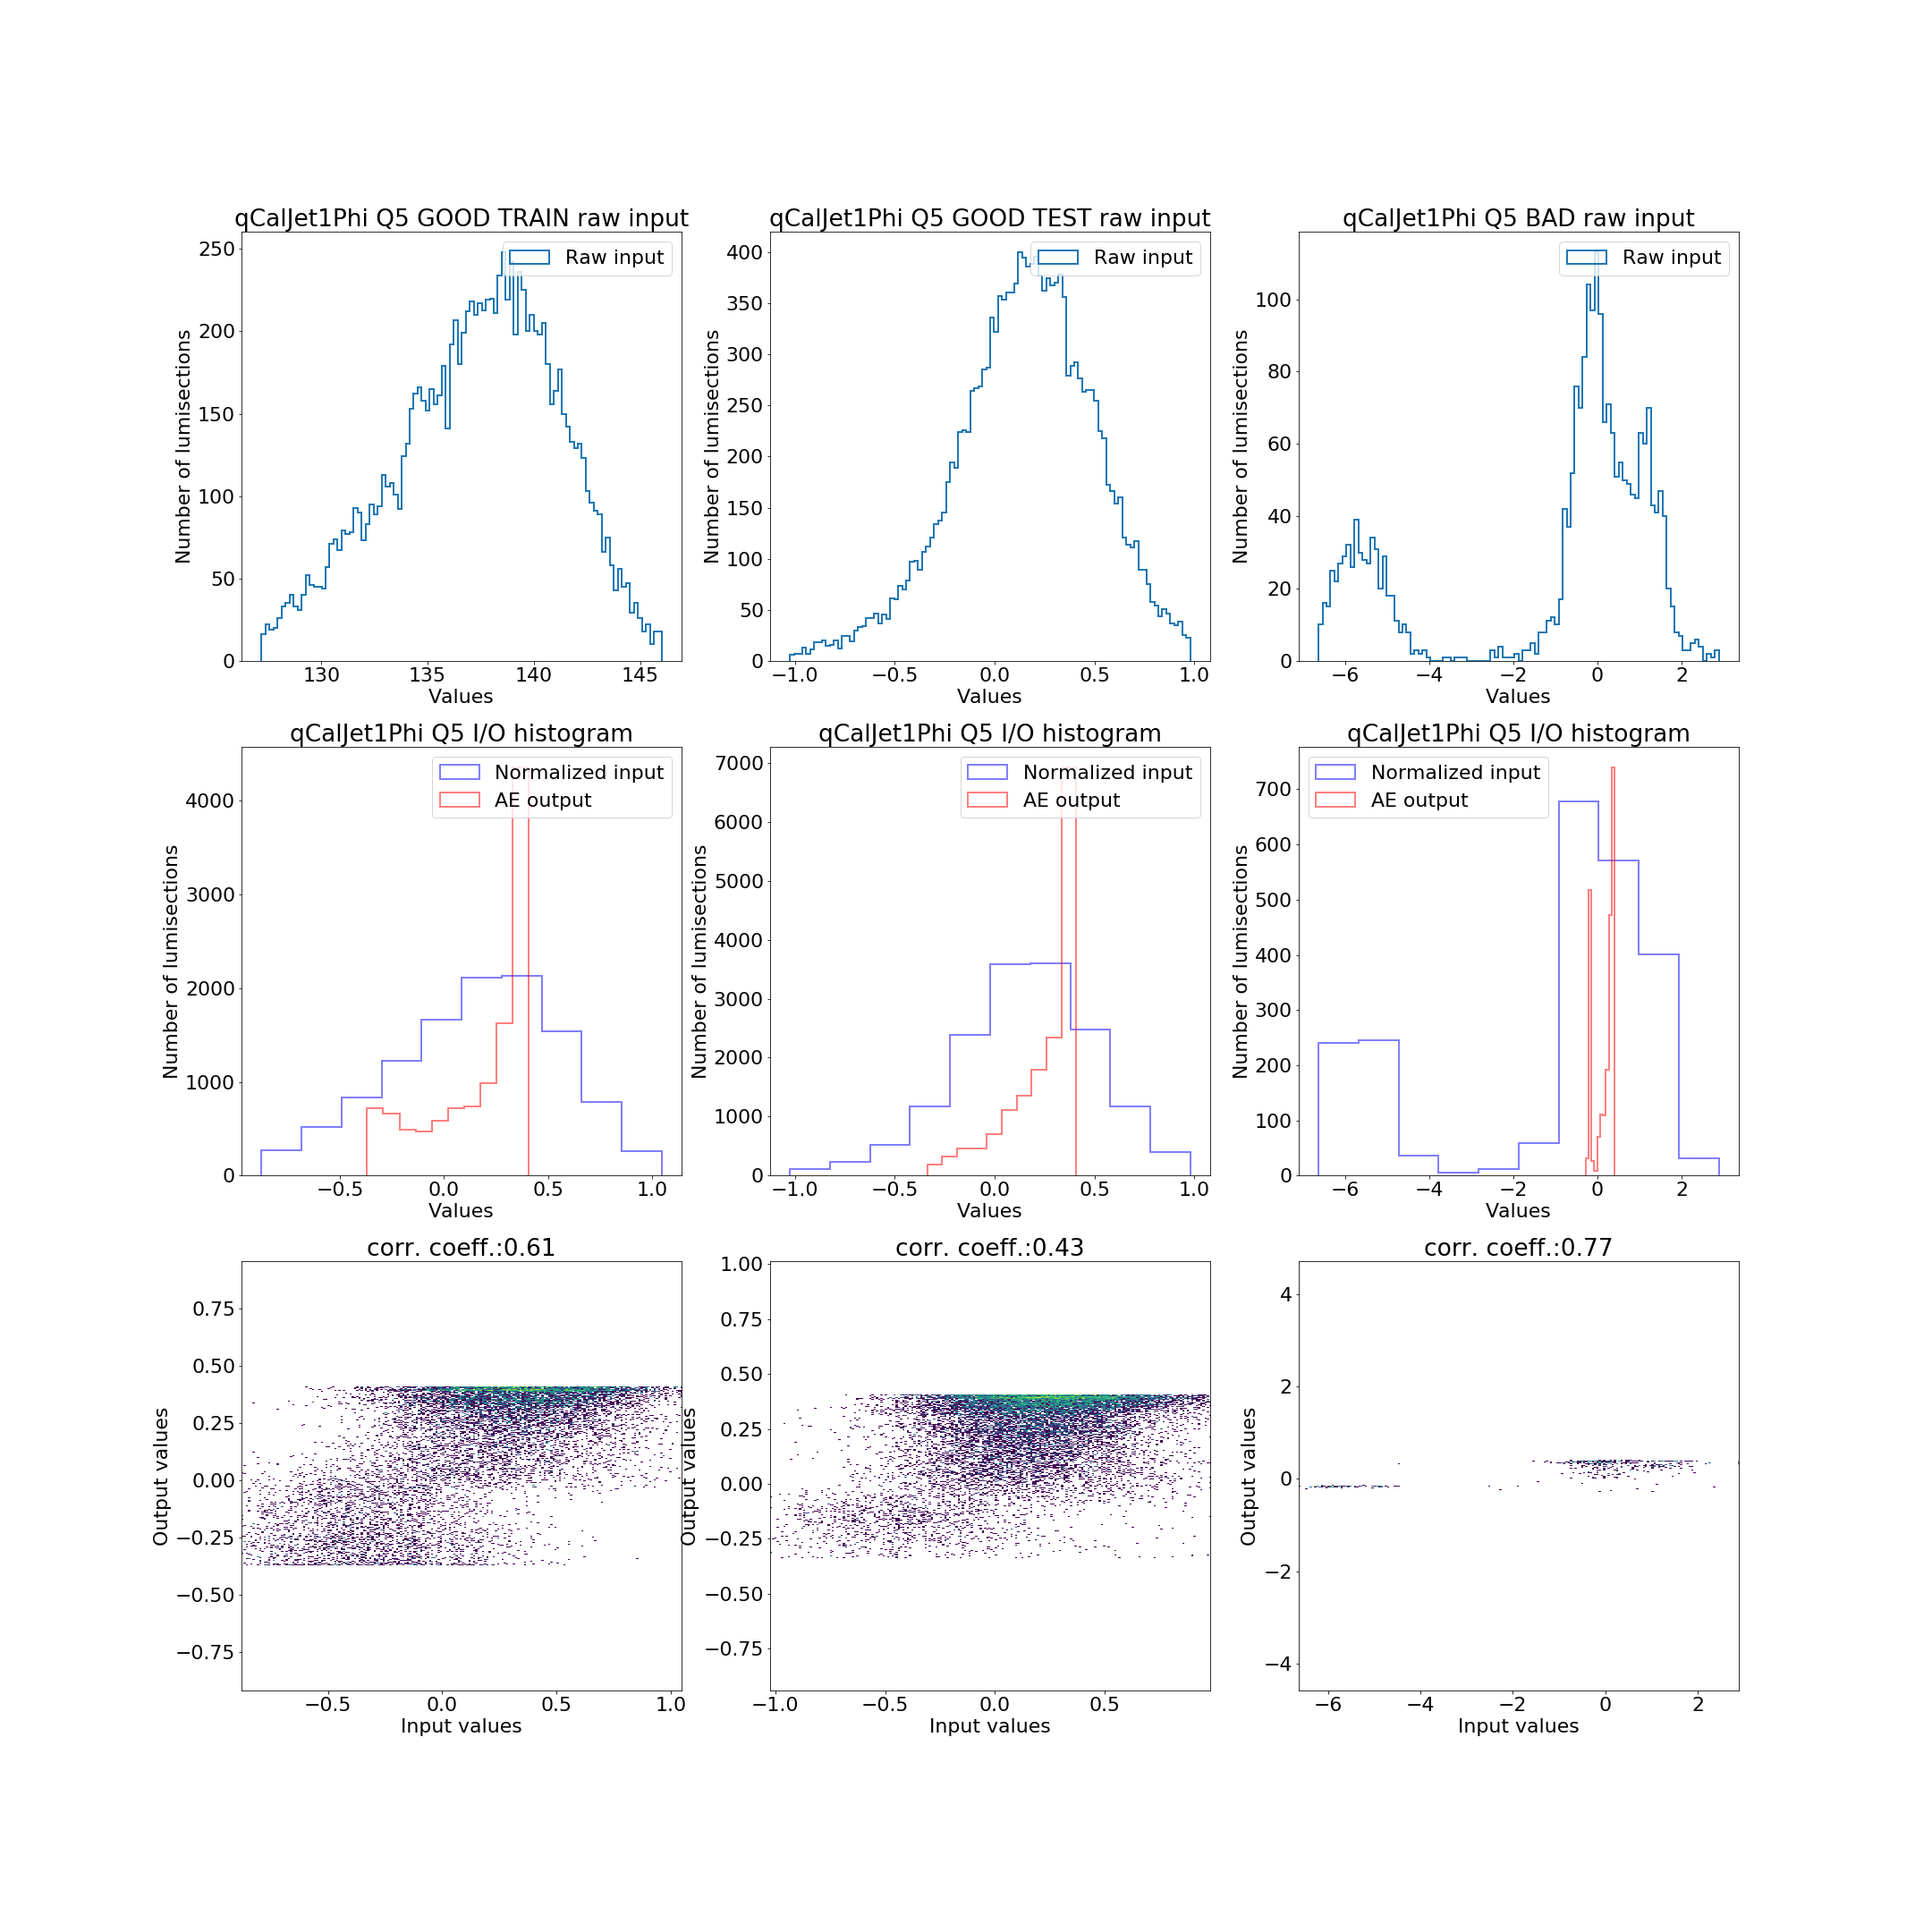 qCalJet1Phi Q5 GOOD TRAIN raw input
250
200
150
100
50
0
Number of lumisections
Raw input
130 135 140 145
Values
qCalJet1Phi Q5 GOOD TEST raw input
400
350
300
250
200
150
100
50
0
Number of lumisections
Raw input
−1.0 −0.5 0.0 0.5 1.0
Values
qCalJet1Phi Q5 BAD raw input
100
80
60
40
20
0
Number of lumisections
Raw input
−6 −4 −2 0 2
Values
qCalJet1Phi Q5 I/O histogram
4000
3000
2000
1000
0
Number of lumisections
Normalized input
AE output
−0.5 0.0 0.5 1.0
Values
qCalJet1Phi Q5 I/O histogram
7000
6000
5000
4000
3000
2000
1000
0
Number of lumisections
Normalized input
AE output
−1.0 −0.5 0.0 0.5 1.0
Values
qCalJet1Phi Q5 I/O histogram
700
600
500
400
300
200
100
0
Number of lumisections
Normalized input
AE output
−6 −4 −2 0 2
Values
corr. coeff.:0.61
0.75
0.50
0.25
0.00
−0.25
−0.50
−0.75
Output values
−0.5 0.0 0.5 1.0
Input values
corr. coeff.:0.43
1.00
0.75
0.50
0.25
0.00
−0.25
−0.50
−0.75
Output values
−1.0 −0.5 0.0 0.5
Input values
corr. coeff.:0.77
4
2
0
−2
−4
Output values
−6 −4 −2 0 2
Input values